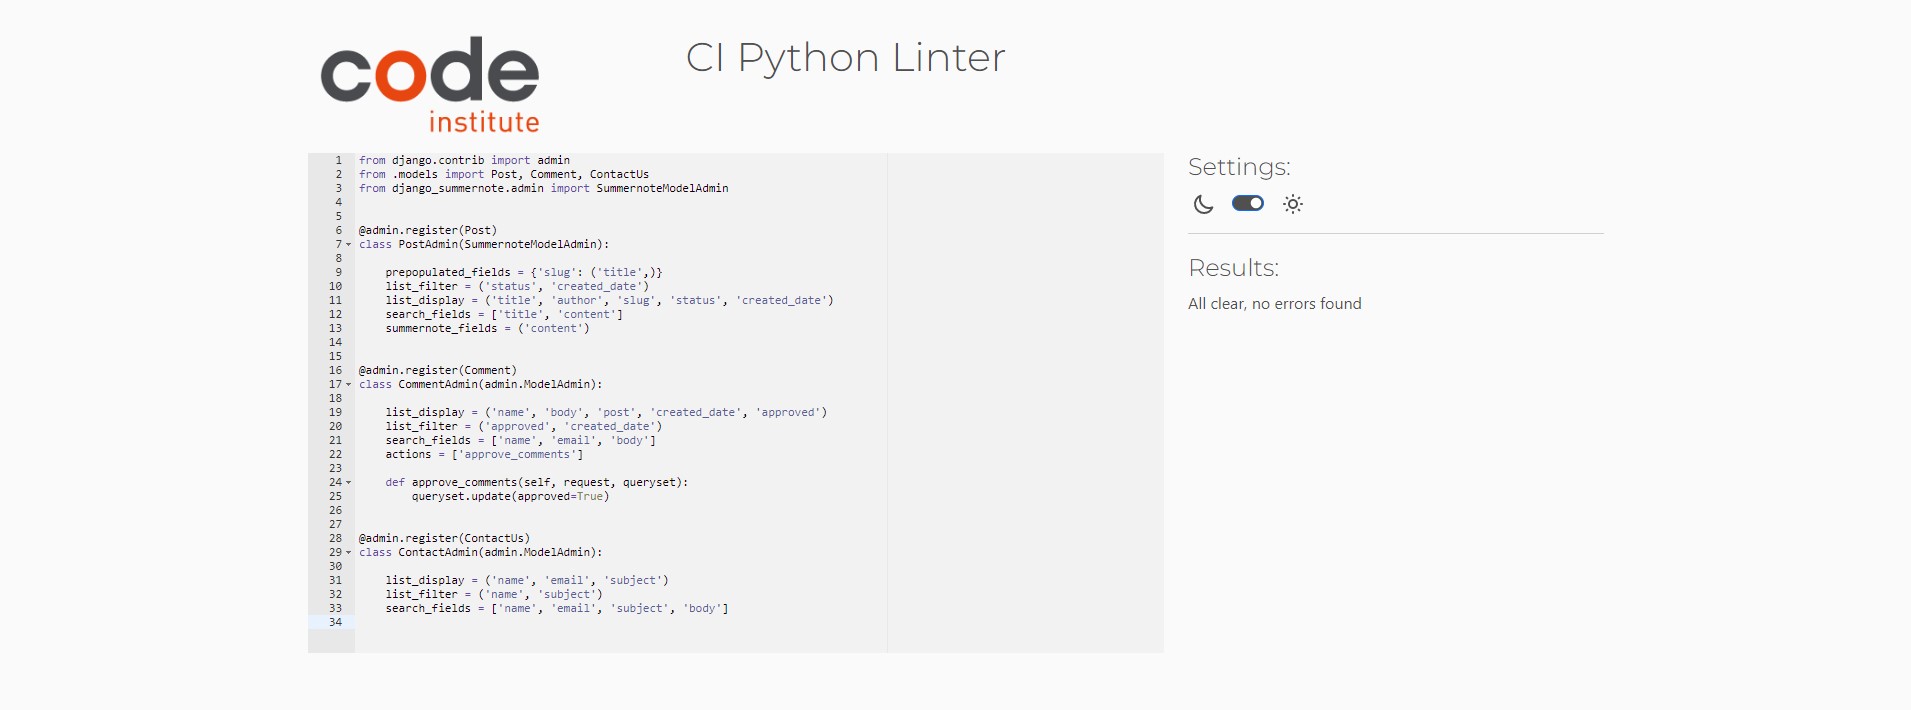 code
institute
CI Python Linter
1 from django.contrib import admin
2 from .models import Post, Comment, ContactUs
3 from django_summernote.admin import SummernoteModelAdmin
4
5
6 @admin.register(Post)
7 class PostAdmin(SummernoteModelAdmin):
8
9     prepopulated_fields = {'slug': ('title',)}
10     list_filter = ('status', 'created_date')
11     list_display = ('title', 'author', 'slug', 'status', 'created_date')
12     search_fields = ['title', 'content']
13     summernote_fields = ('content')
14
15
16 @admin.register(Comment)
17 class CommentAdmin(admin.ModelAdmin):
18
19     list_display = ('name', 'body', 'post', 'created_date', 'approved')
20     list_filter = ('approved', 'created_date')
21     search_fields = ['name', 'email', 'body']
22     actions = ['approve_comments']
23
24     def approve_comments(self, request, queryset):
25         queryset.update(approved=True)
26
27
28 @admin.register(ContactUs)
29 class ContactAdmin(admin.ModelAdmin):
30
31     list_display = ('name', 'email', 'subject')
32     list_filter = ('name', 'subject')
33     search_fields = ['name', 'email', 'subject', 'body']
34
Settings:
Results:
All clear, no errors found